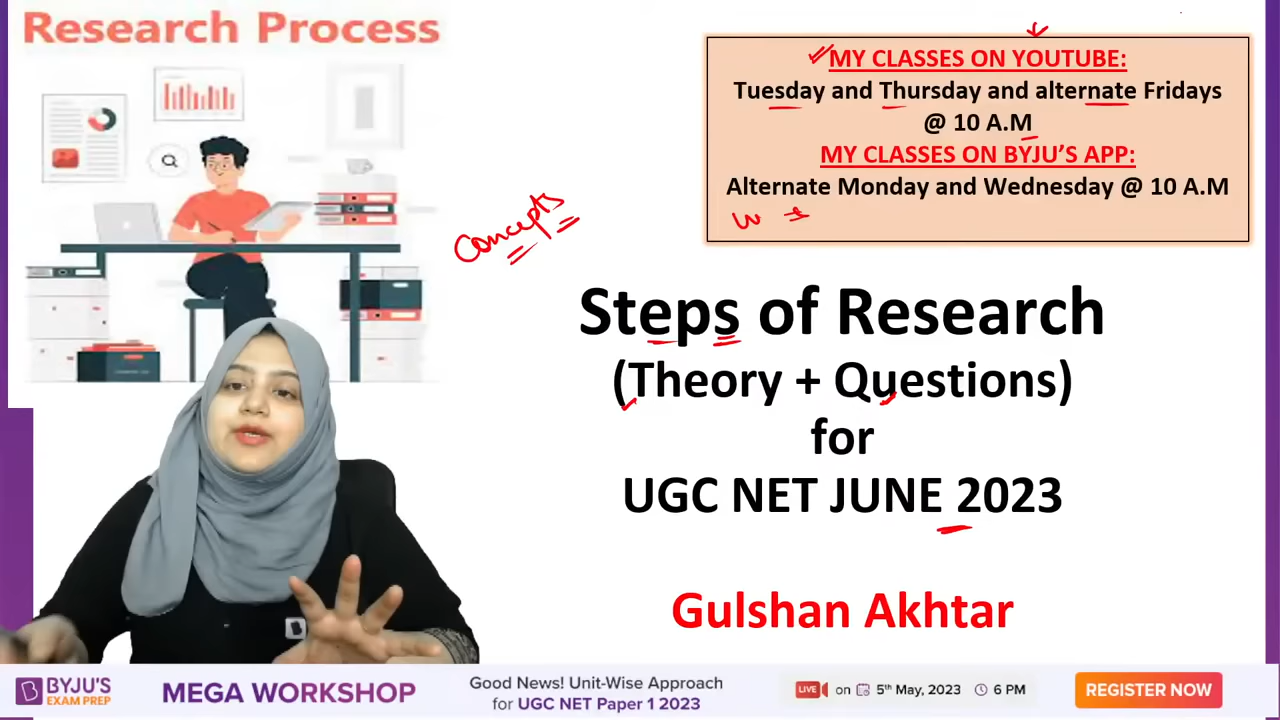 Research Process
MY CLASSES ON YOUTUBE:
Tuesday and Thursday and alternate Fridays
@ 10 A.M
MY CLASSES ON BYJU'S APP:
Alternate Monday and Wednesday @ 10 A.M
Concepts
Steps of Research
(Theory + Questions)
for
UGC NET JUNE 2023
Gulshan Akhtar
BYJU'S
EXAM PREP
MEGA WORKSHOP
Good News! Unit-Wise Approach
for UGC NET Paper 1 2023
LIVE on 5th May, 2023 6 PM
REGISTER NOW